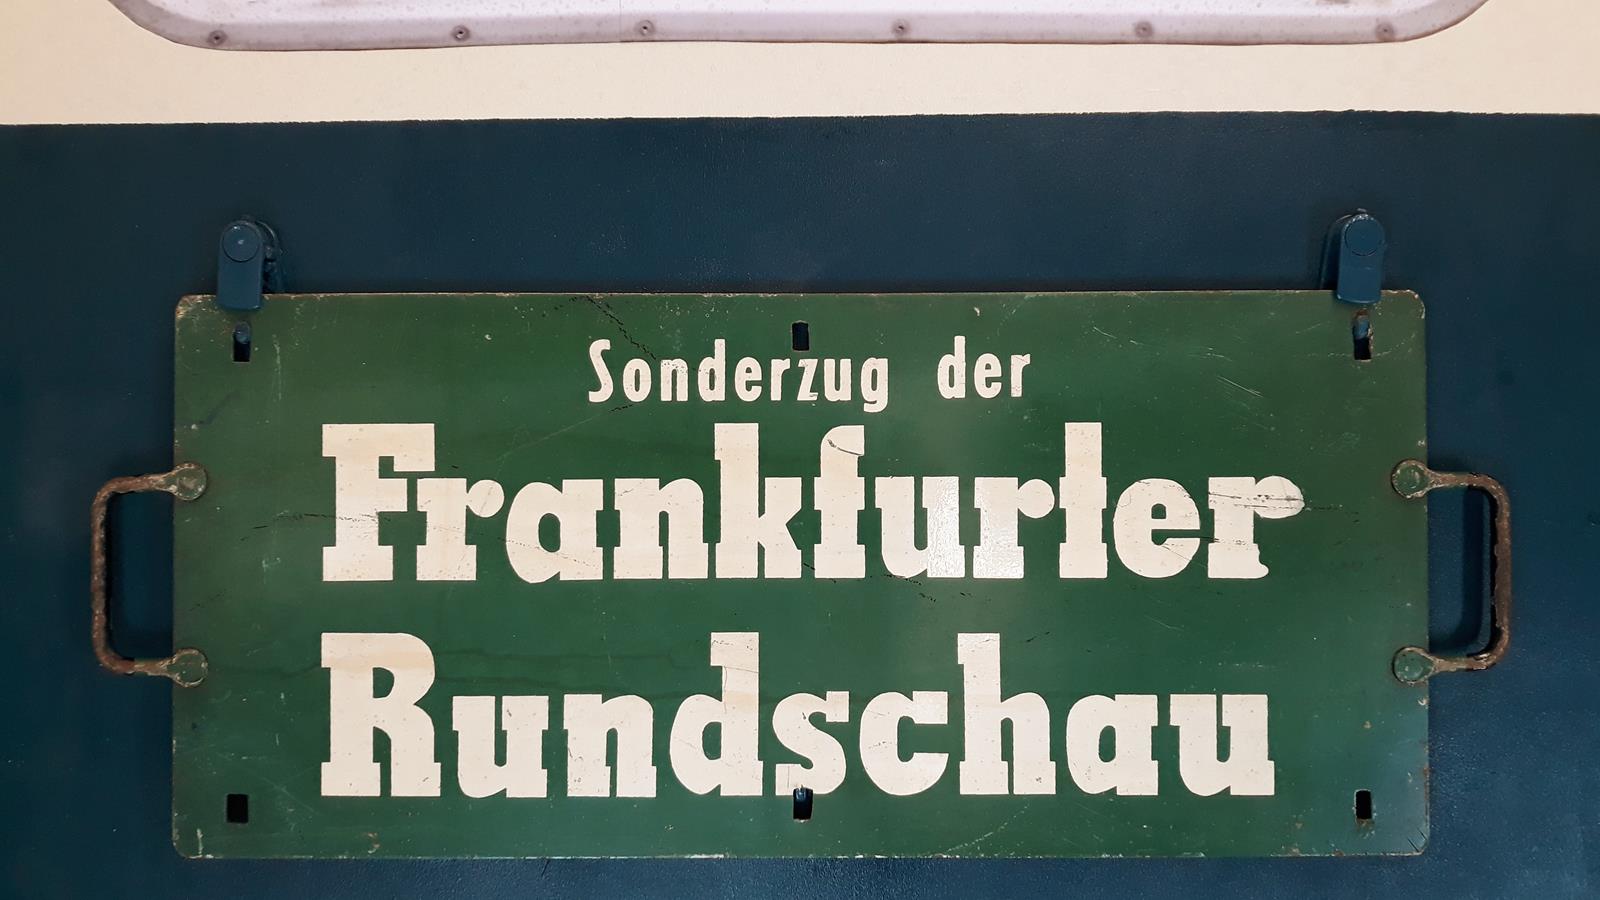 Sonderzug der
Frankfurter
Rundschau